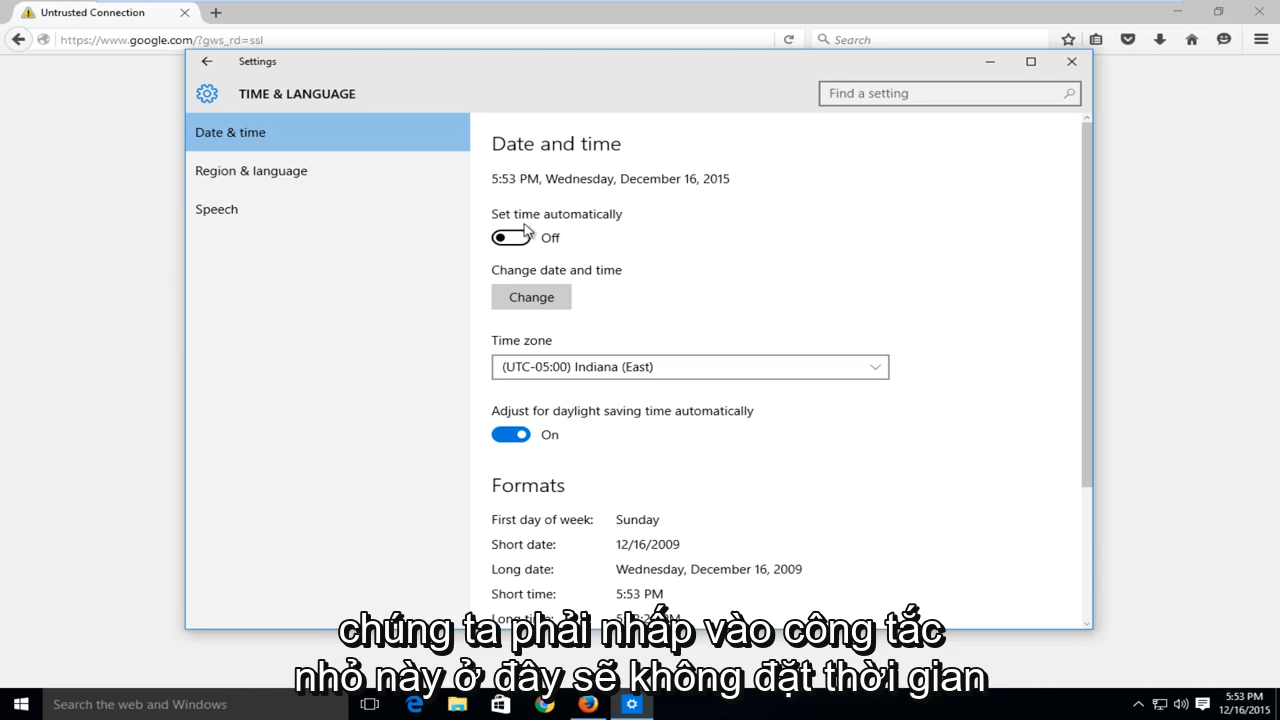 Untrusted Connection
https://www.google.com/?gws_rd=ssl
Search
Settings
TIME & LANGUAGE
Find a setting
Date & time
Region & language
Speech
Date and time
5:53 PM, Wednesday, December 16, 2015
Set time automatically
Off
Change date and time
Change
Time zone
(UTC-05:00) Indiana (East)
Adjust for daylight saving time automatically
On
Formats
First day of week: Sunday
Short date: 12/16/2009
Long date: Wednesday, December 16, 2009
Short time: 5:53 PM
chúng ta phải nhấp vào công tắc
nhỏ này ở đây sẽ không đặt thời gian
Search the web and Windows
5:53 PM
12/16/2015